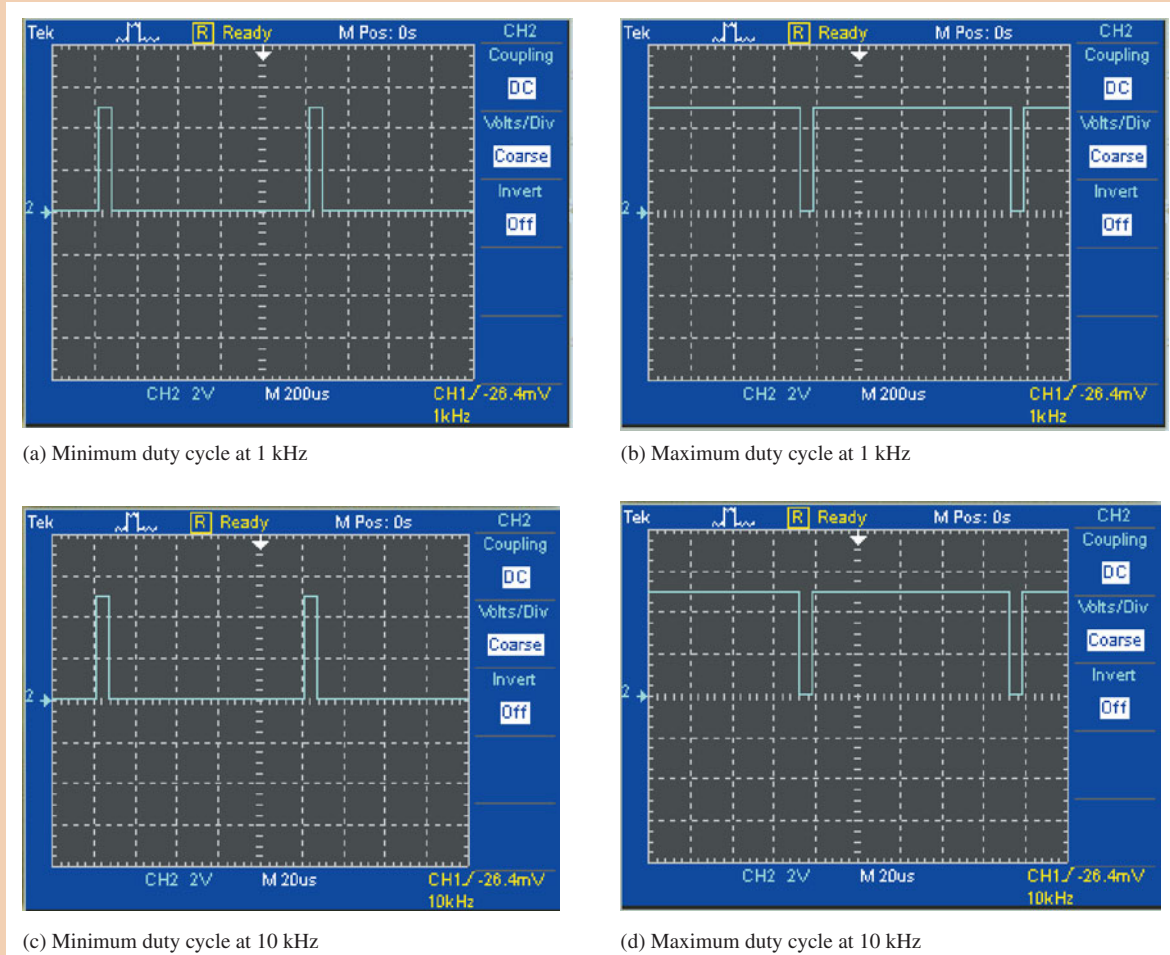 Tek R Ready M Pos: 0s CH2
Coupling
DC
Volts/Div
Coarse
Invert
Off
2
CH2 2V M 200us CH1 -26.4mV
1kHz
(a) Minimum duty cycle at 1 kHz
Tek R Ready M Pos: 0s CH2
Coupling
DC
Volts/Div
Coarse
Invert
Off
2
CH2 2V M 200us CH1 -26.4mV
1kHz
(b) Maximum duty cycle at 1 kHz
Tek R Ready M Pos: 0s CH2
Coupling
DC
Volts/Div
Coarse
Invert
Off
2
CH2 2V M 20us CH1 -26.4mV
10kHz
(c) Minimum duty cycle at 10 kHz
Tek R Ready M Pos: 0s CH2
Coupling
DC
Volts/Div
Coarse
Invert
Off
2
CH2 2V M 20us CH1 -26.4mV
10kHz
(d) Maximum duty cycle at 10 kHz